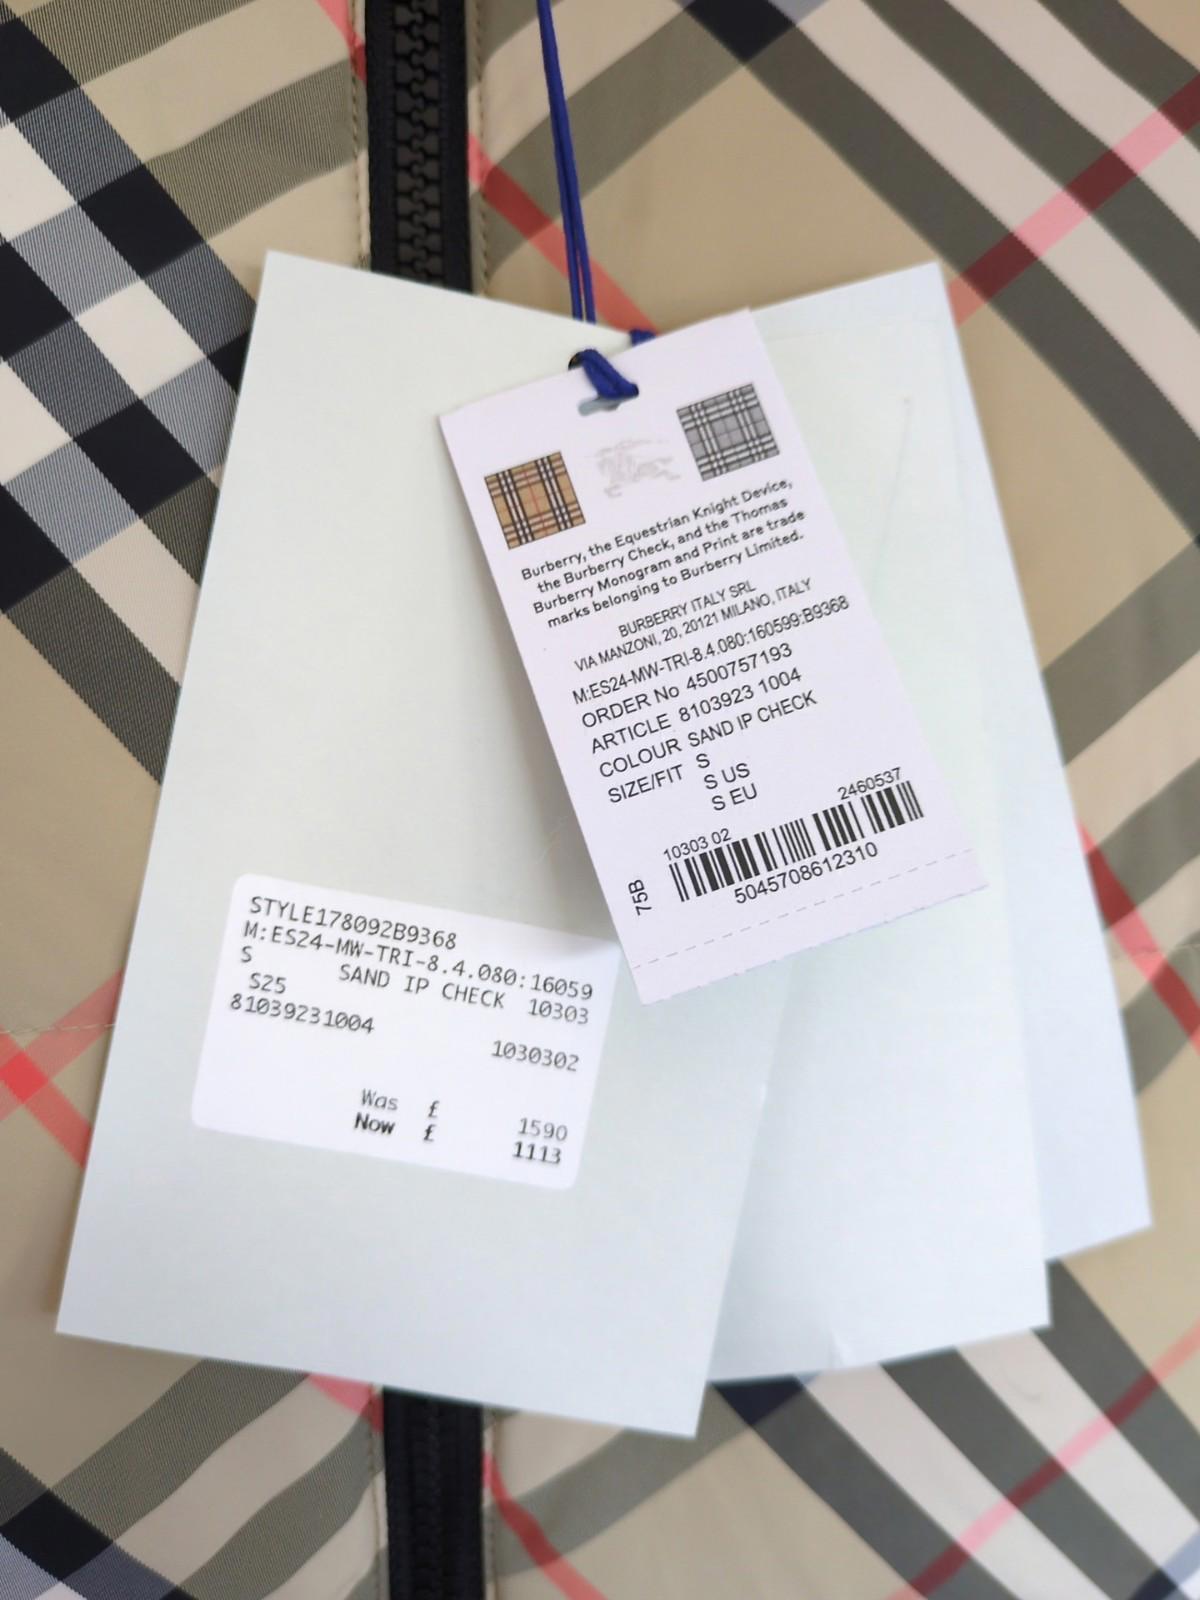 Burberry, the Equestrian Knight Device,
the Burberry Check, and the Thomas
Burberry Monogram and Print are trade
marks belonging to Burberry Limited.
BURBERRY ITALY SRL
VIA MANZONI, 20, 20121 MILANO, ITALY
M:ES24-MW-TRI-8.4.080:160599:B9368
ORDER No 4500757193
ARTICLE 8103923 1004
COLOUR SAND IP CHECK
SIZE/FIT S
S US
S EU
10303 02 2460537
75B
5045708612310
STYLE178092B9368
M:ES24-MW-TRI-8.4.080:16059
S SAND IP CHECK 10303
S25
81039231004
1030302
Was £ 1590
Now £ 1113